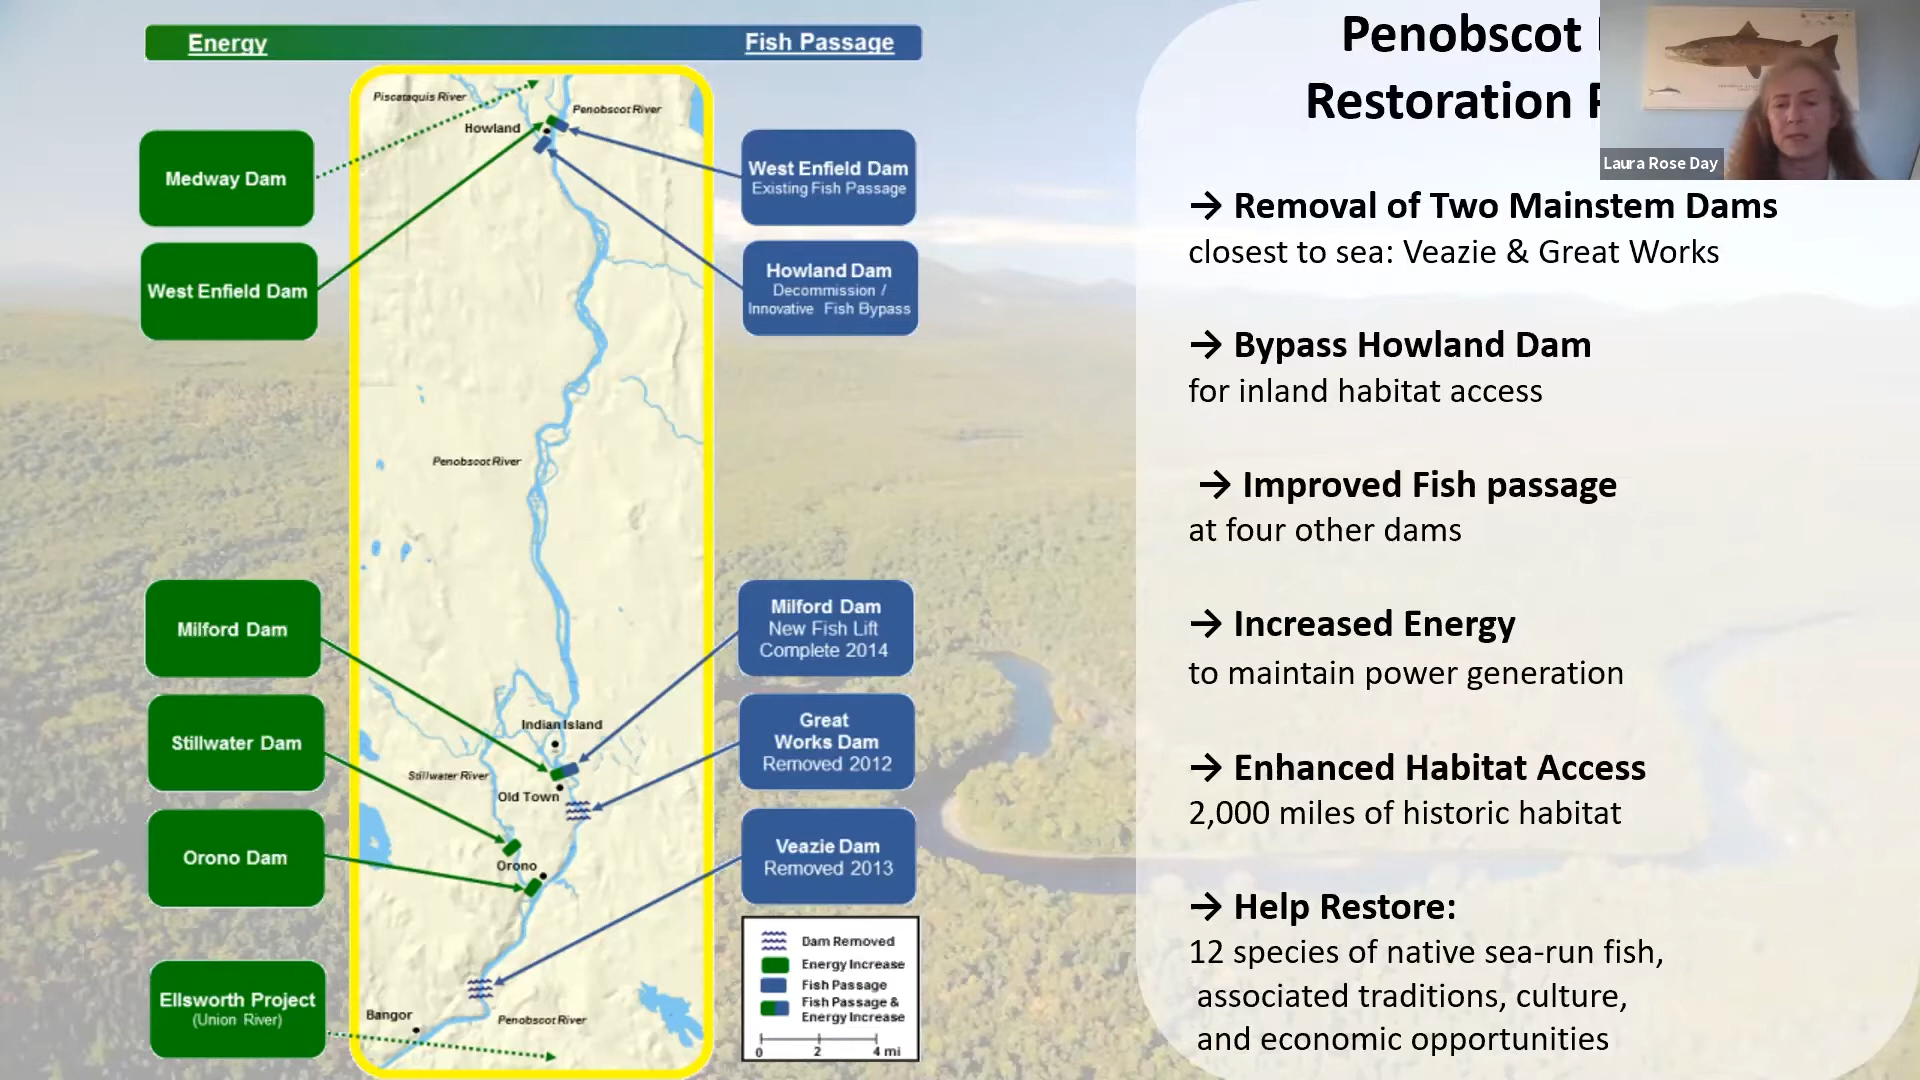 Energy
Fish Passage
Medway Dam
West Enfield Dam
Milford Dam
Stillwater Dam
Orono Dam
Ellsworth Project
(Union River)
Piscataquis River
Penobscot River
Howland
Penobscot River
Indian Island
Stillwater River
Old Town
Orono
Bangor
Penobscot River
West Enfield Dam
Existing Fish Passage
Howland Dam
Decommission /
Innovative Fish Bypass
Milford Dam
New Fish Lift
Complete 2014
Great
Works Dam
Removed 2012
Veazie Dam
Removed 2013
Dam Removed
Energy Increase
Fish Passage
Fish Passage &
Energy Increase
0 2 4 mi
Penobscot
Restoration
→ Removal of Two Mainstem Dams
closest to sea: Veazie & Great Works
→ Bypass Howland Dam
for inland habitat access
→ Improved Fish passage
at four other dams
→ Increased Energy
to maintain power generation
→ Enhanced Habitat Access
2,000 miles of historic habitat
→ Help Restore:
12 species of native sea-run fish,
associated traditions, culture,
and economic opportunities
Laura Rose Day